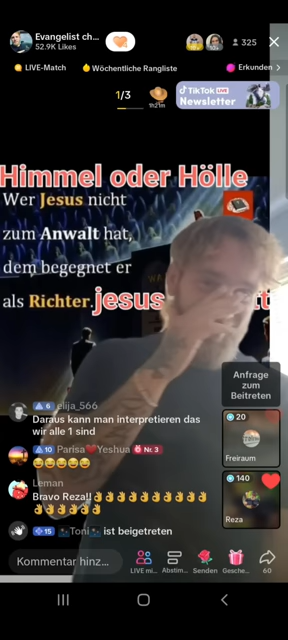 Evangelist ch...
52.9K Likes
325
LIVE-Match
Wöchentliche Rangliste
Erkunden
1/3
TikTok LIVE
Newsletter
Himmel oder Hölle
Wer Jesus nicht
zum Anwalt hat,
dem begegnet er
als Richter.
jesus
Anfrage
zum
Beitreten
6 elija_566
Daraus kann man interpretieren das
wir alle 1 sind
20
Freiraum
10 Parisa❤️Yeshua Nr. 3
😂😂😂😂😂
140
Reza
Leman
Bravo Reza!!👌👌👌👌👌👌👌👌👌👌
👌👌👌👌👌👌
15 Toni ist beigetreten
Kommentar hinz...
LIVE mi...
Abstim...
Senden
Gesche...
60